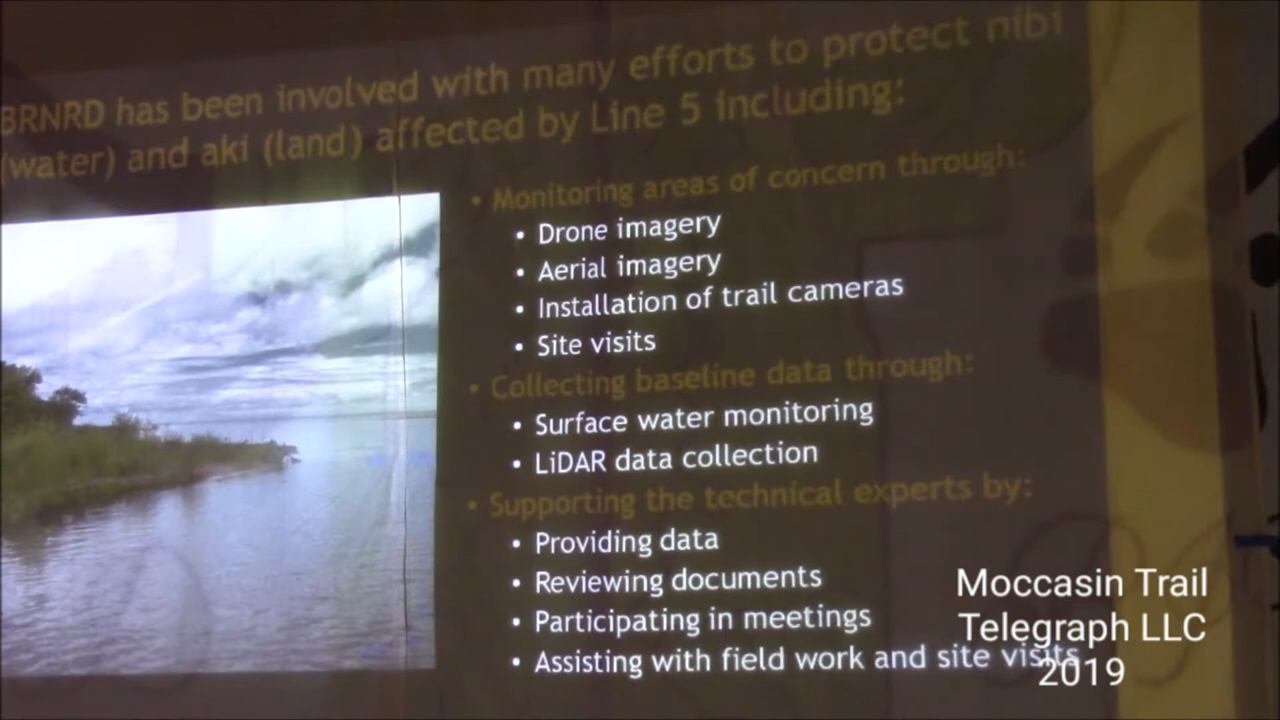 BRNRD has been involved with many efforts to protect nibi
(water) and aki (land) affected by Line 5 including:
• Monitoring areas of concern through:
• Drone imagery
• Aerial imagery
• Installation of trail cameras
• Site visits
• Collecting baseline data through:
• Surface water monitoring
• LiDAR data collection
• Supporting the technical experts by:
• Providing data
• Reviewing documents
• Participating in meetings
• Assisting with field work and site visits
Moccasin Trail
Telegraph LLC
2019